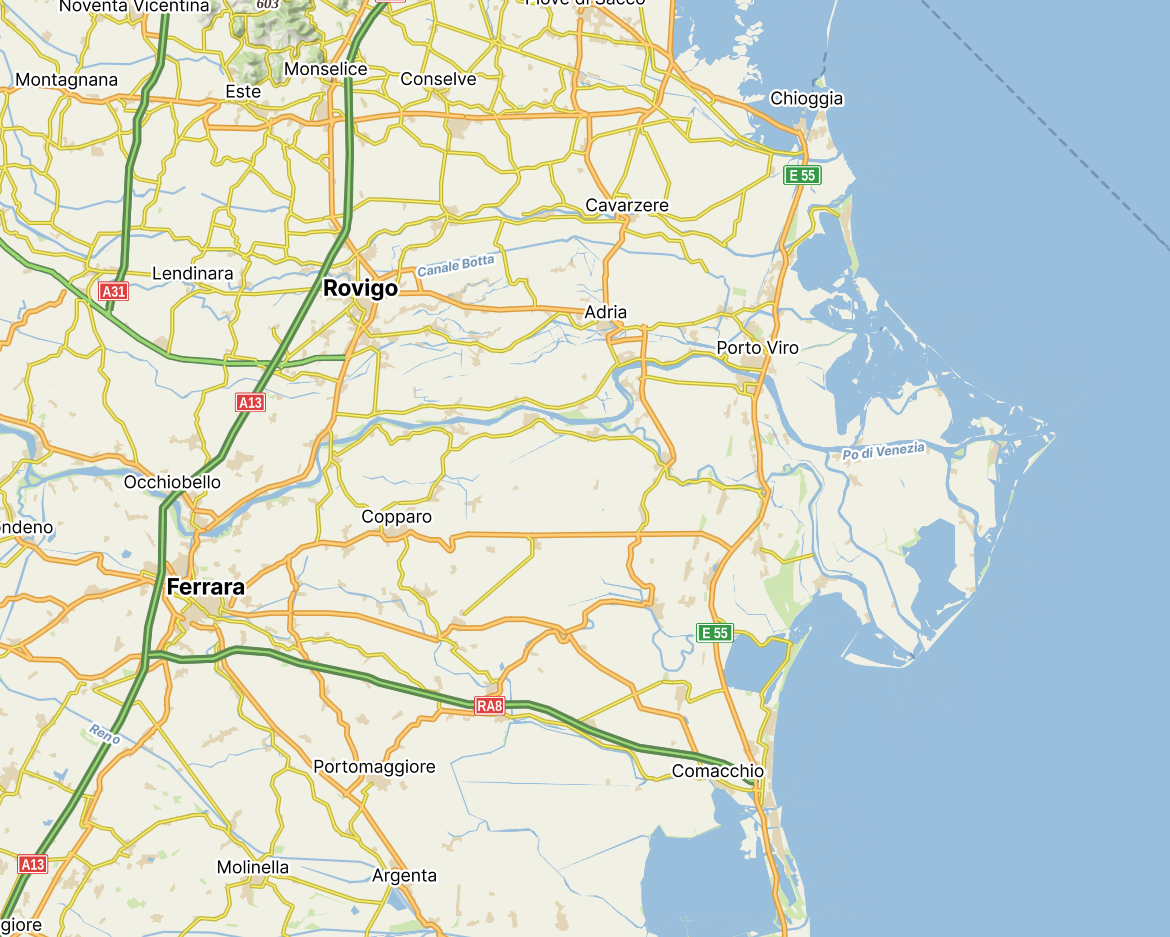 Noventa Vicentina
603
Piove di Sacco
Montagnana
Monselice
Conselve
Este
Chioggia
E 55
Cavarzere
Canale Botta
Lendinara
A31
Rovigo
Adria
Porto Viro
A13
Po di Venezia
Occhiobello
Copparo
ondeno
Ferrara
E 55
RA8
Reno
Portomaggiore
Comacchio
A13
Molinella
Argenta
giore